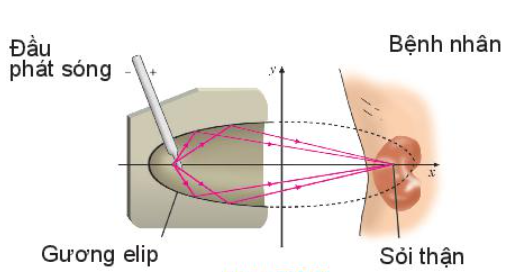 Đầu
phát sóng
Bệnh nhân
- +
y
x
Gương elip
Sỏi thận